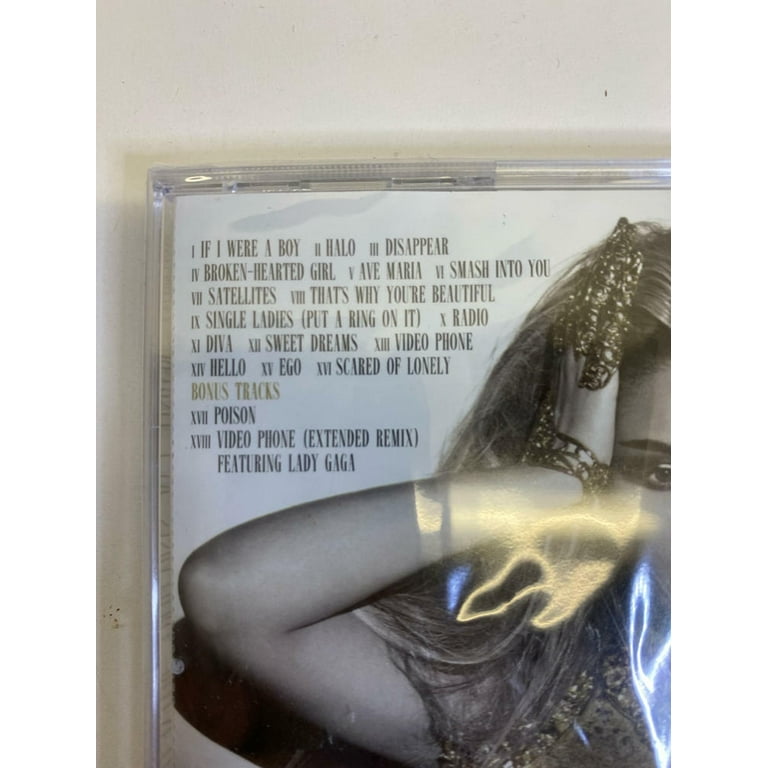 I IF I WERE A BOY II HALO III DISAPPEAR
IV BROKEN-HEARTED GIRL V AVE MARIA VI SMASH INTO YOU
VII SATELLITES VIII THAT'S WHY YOU'RE BEAUTIFUL
IX SINGLE LADIES (PUT A RING ON IT) X RADIO
XI DIVA XII SWEET DREAMS XIII VIDEO PHONE
XIV HELLO XV EGO XVI SCARED OF LONELY
BONUS TRACKS
XVII POISON
XVIII VIDEO PHONE (EXTENDED REMIX)
FEATURING LADY GAGA